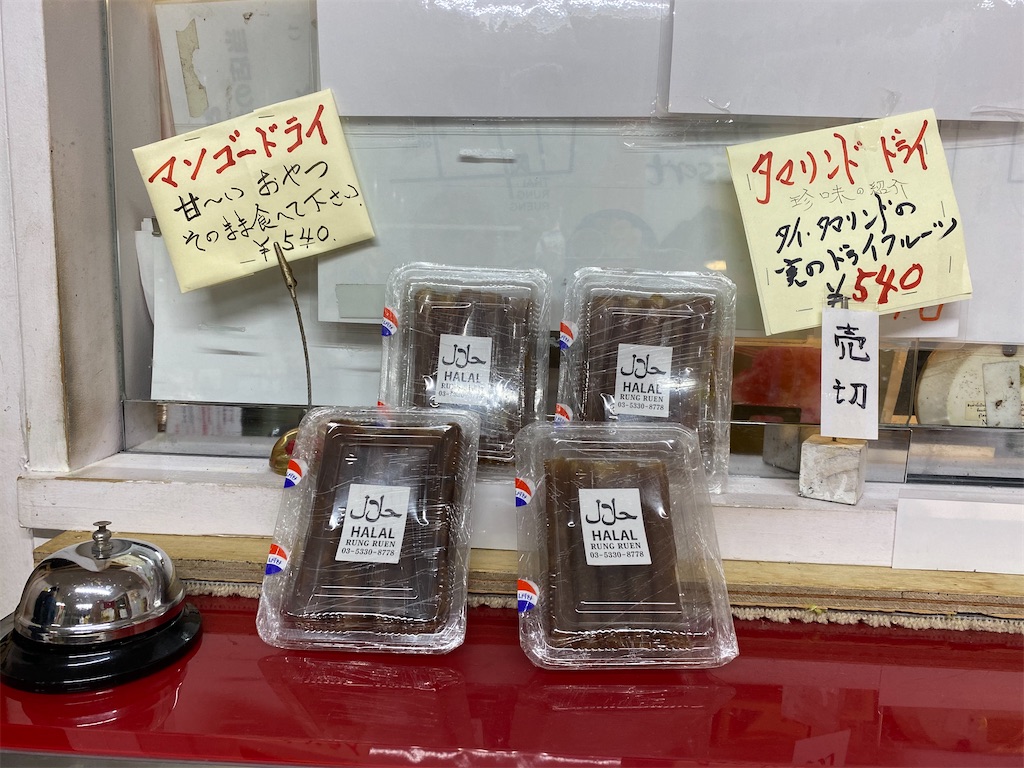 マンゴードライ
甘〜い おやつ
そのまま食べて下さい。
¥540.
タマリンド ドライ
珍味の紹介
タイ・タマリンドの
実のドライフルーツ
¥540
売
切
حلال
HALAL
RUNG RUEN
03-5330-8778
حلال
HALAL
RUNG RUEN
03-5330-8778
حلال
HALAL
RUNG RUEN
03-5330-8778
حلال
HALAL
RUNG RUEN
03-5330-8778